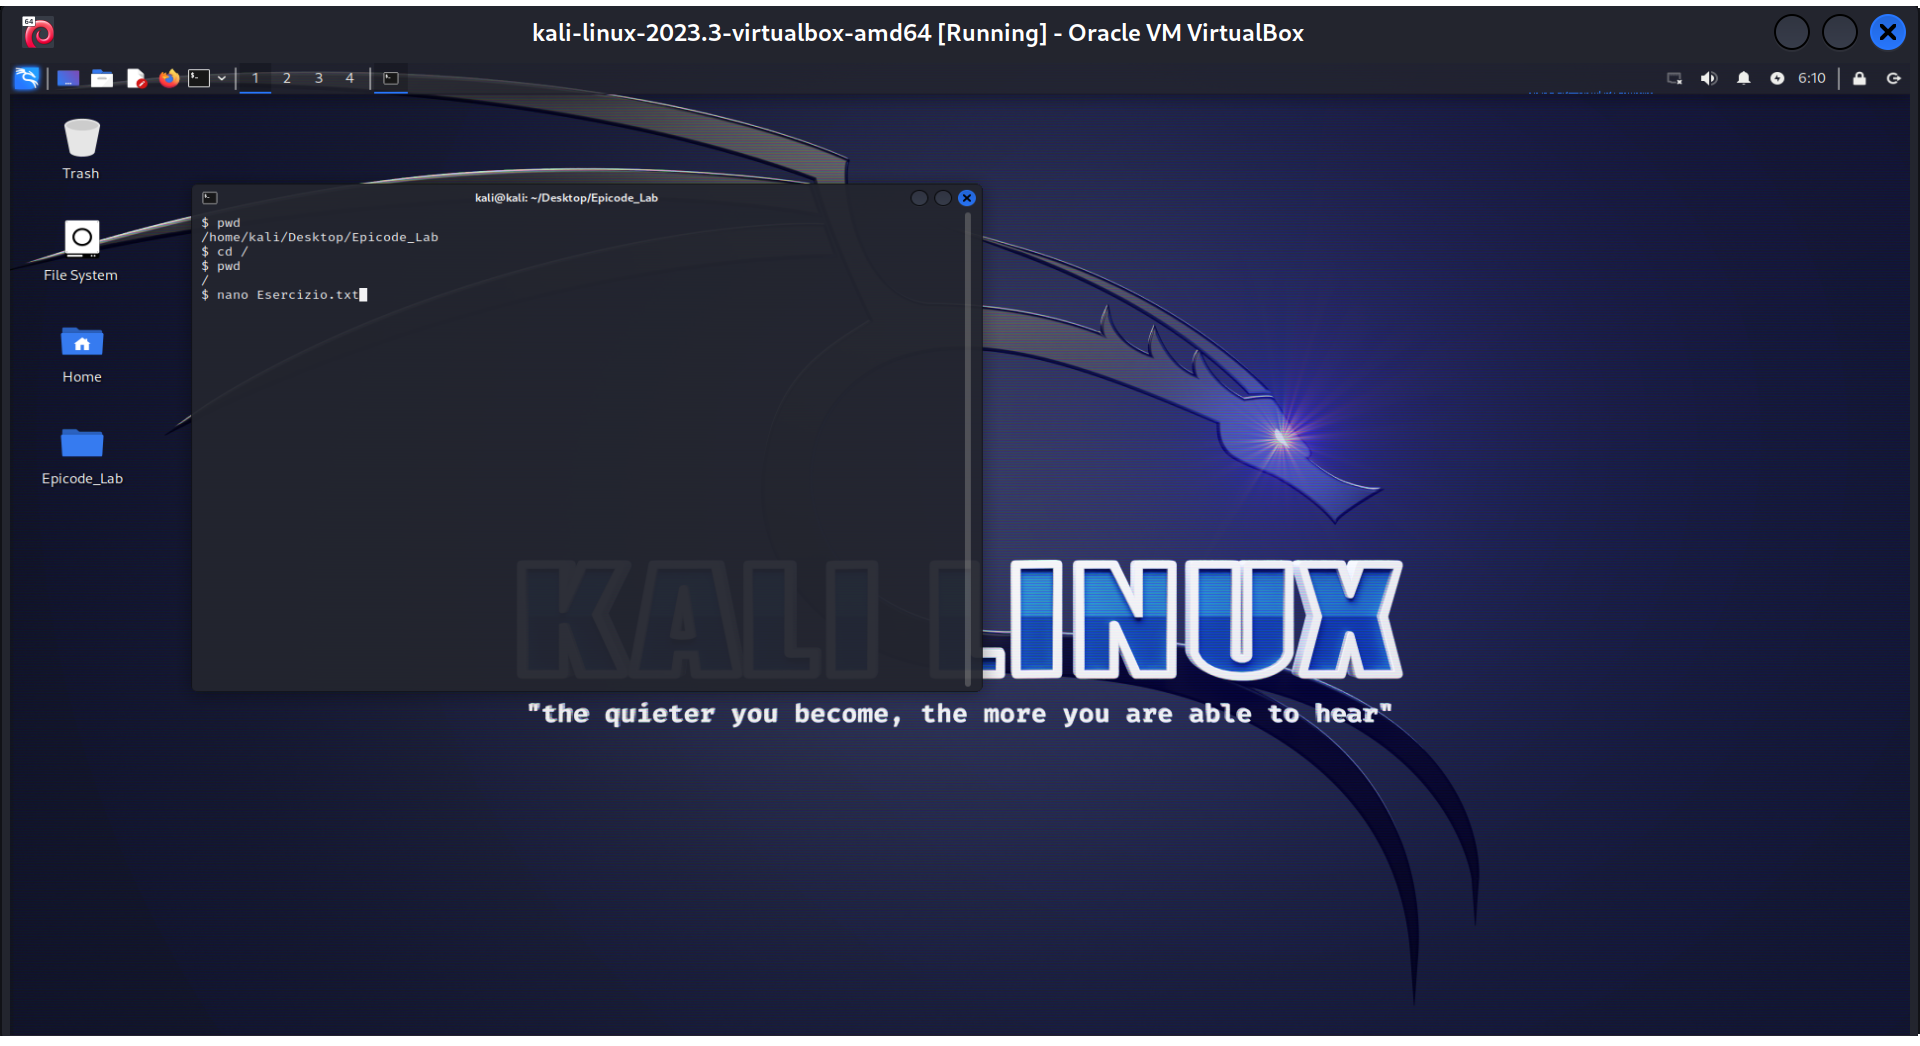 64
kali-linux-2023.3-virtualbox-amd64 [Running] - Oracle VM VirtualBox
1 2 3 4
6:10
Trash
File System
Home
Epicode_Lab
kali@kali: ~/Desktop/Epicode_Lab
$ pwd
/home/kali/Desktop/Epicode_Lab
$ cd /
$ pwd
/
$ nano Esercizio.txt
KALI LINUX
"the quieter you become, the more you are able to hear"